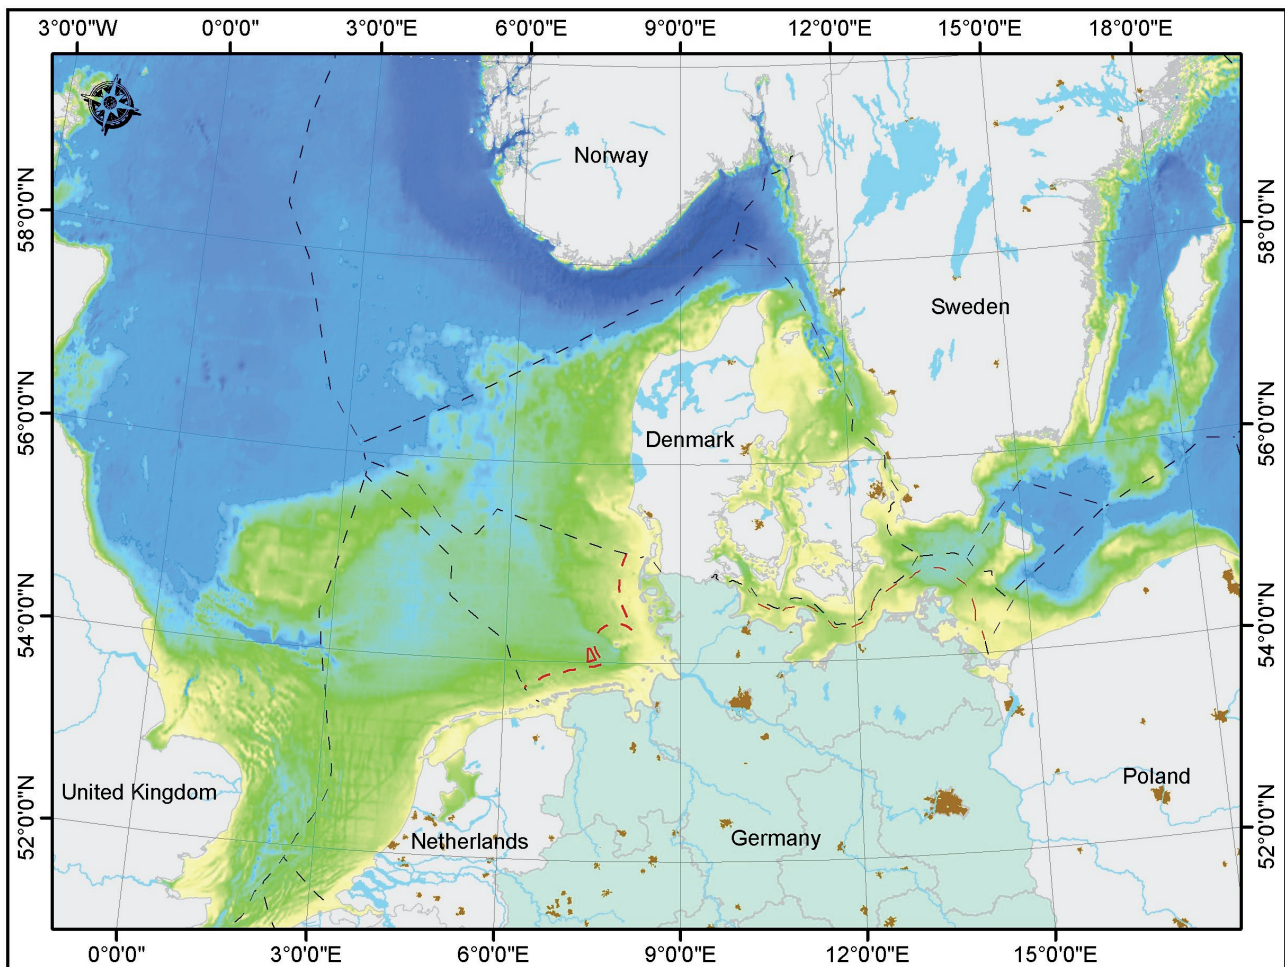 3°0'0"W 0°0'0" 3°0'0"E 6°0'0"E 9°0'0"E 12°0'0"E 15°0'0"E 18°0'0"E
58°0'0"N
56°0'0"N
54°0'0"N
52°0'0"N
Norway
Sweden
Denmark
United Kingdom
Netherlands
Germany
Poland
58°0'0"N
56°0'0"N
54°0'0"N
52°0'0"N
0°0'0" 3°0'0"E 6°0'0"E 9°0'0"E 12°0'0"E 15°0'0"E